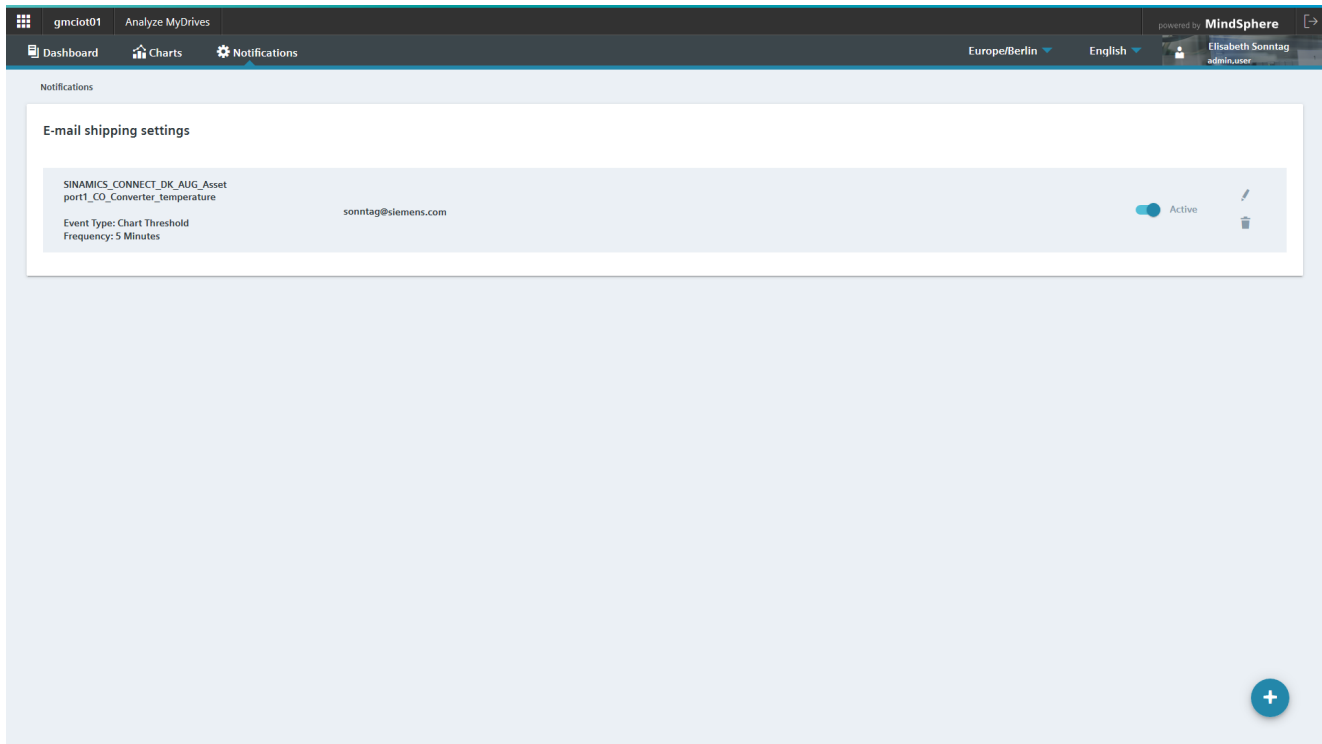 gmciot01 Analyze MyDrives powered by MindSphere
Dashboard Charts Notifications Europe/Berlin English Elisabeth Sonntag
admin.user
Notifications
E-mail shipping settings
SINAMICS_CONNECT_DK_AUG_Asset
port1_CO_Converter_temperature
sonntag@siemens.com Active
Event Type: Chart Threshold
Frequency: 5 Minutes